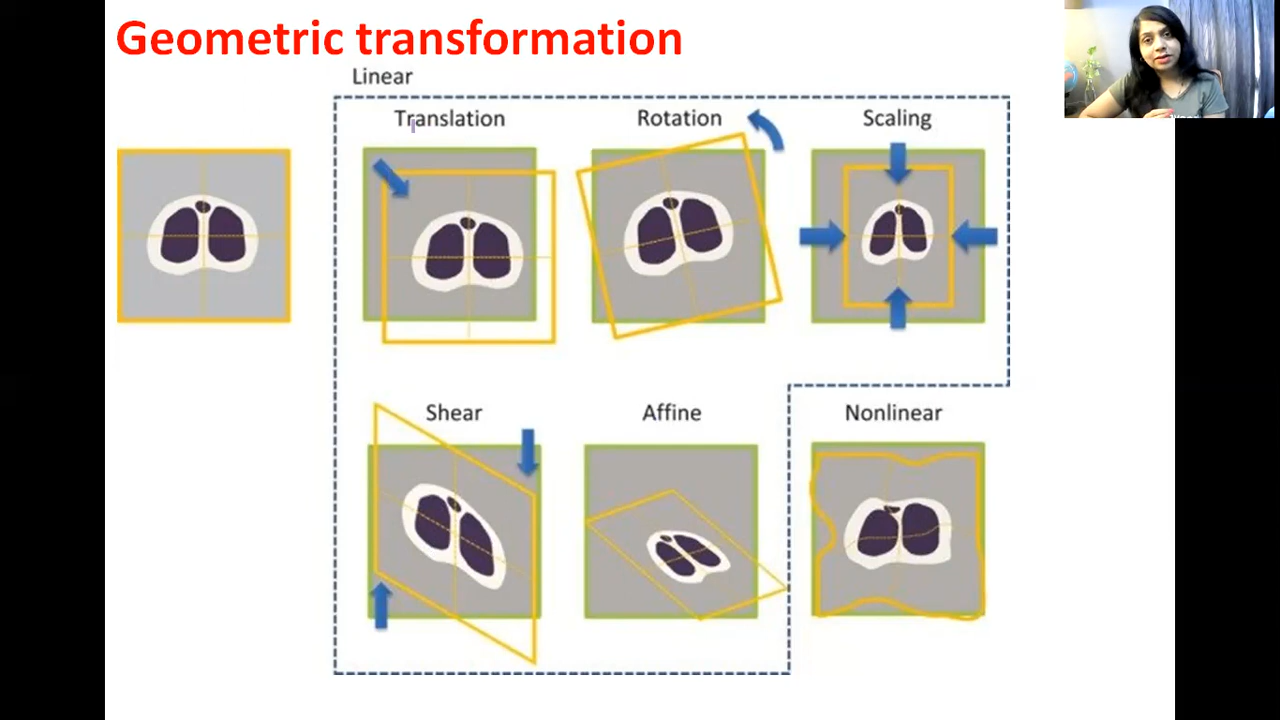 Geometric transformation
Linear
Translation
Rotation
Scaling
Shear
Affine
Nonlinear